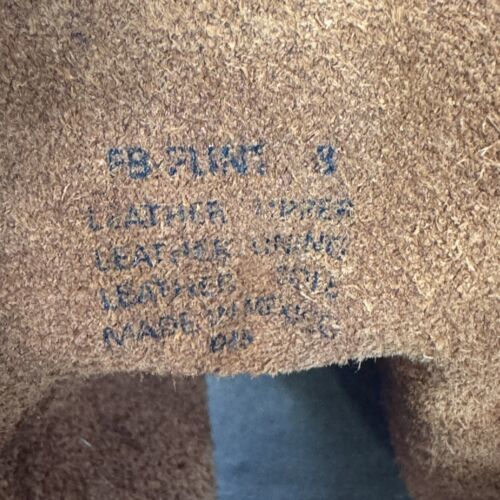 FB-FLINT 9
LEATHER UPPER
LEATHER LINING
LEATHER SOLE
MADE IN MEXICO